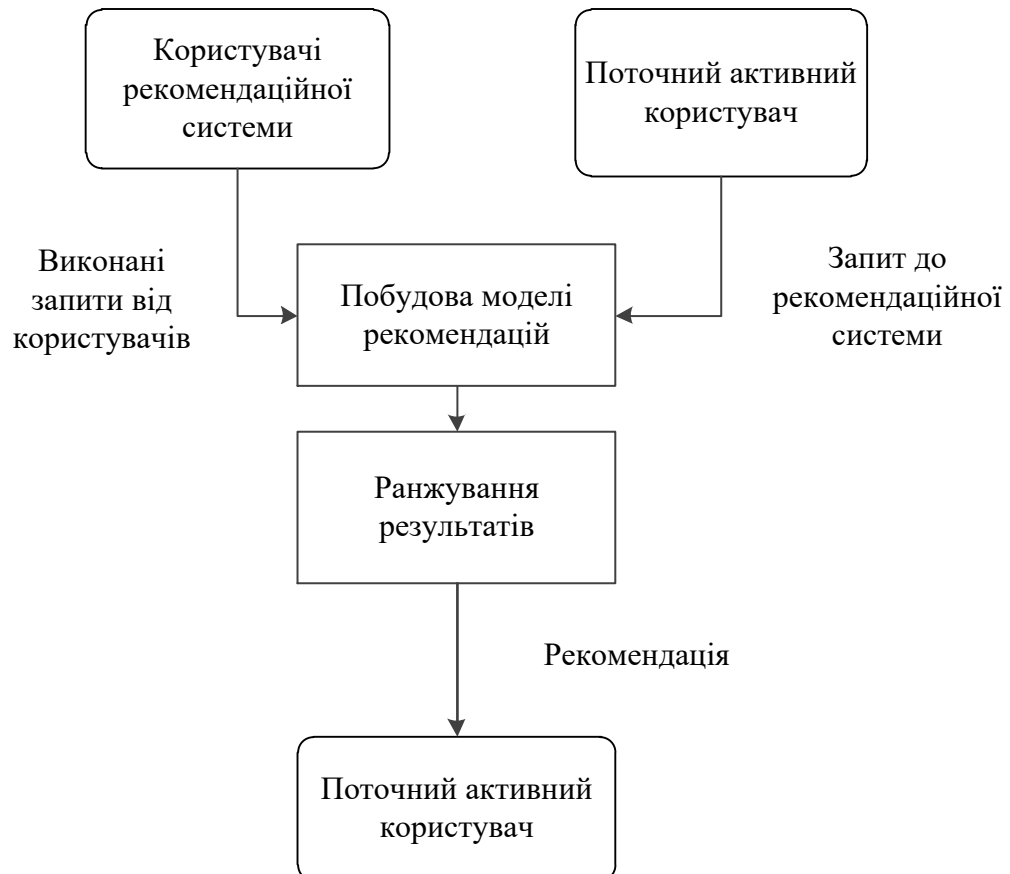 Користувачі
рекомендаційної
системи
Поточний активний
користувач
Виконані
запити від
користувачів
Побудова моделі
рекомендацій
Запит до
рекомендаційної
системи
Ранжування
результатів
Рекомендація
Поточний активний
користувач